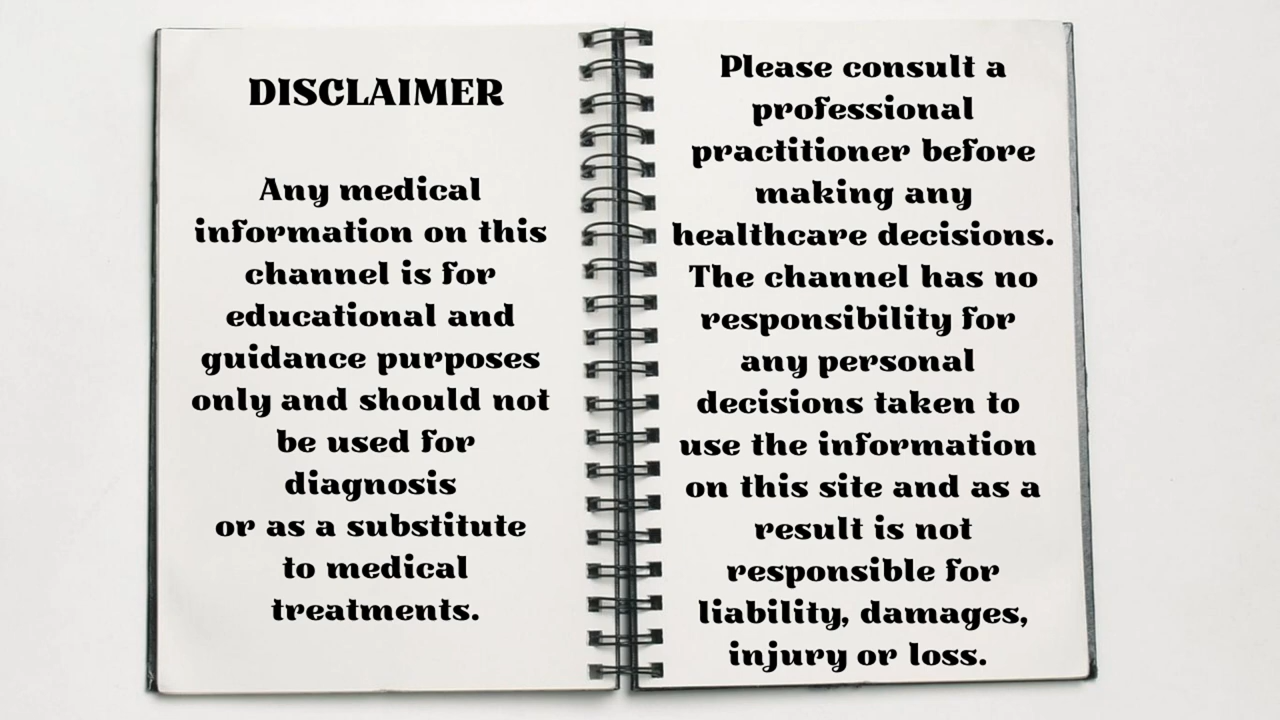 DISCLAIMER
Any medical
information on this
channel is for
educational and
guidance purposes
only and should not
be used for
diagnosis
or as a substitute
to medical
treatments.
Please consult a
professional
practitioner before
making any
healthcare decisions.
The channel has no
responsibility for
any personal
decisions taken to
use the information
on this site and as a
result is not
responsible for
liability, damages,
injury or loss.